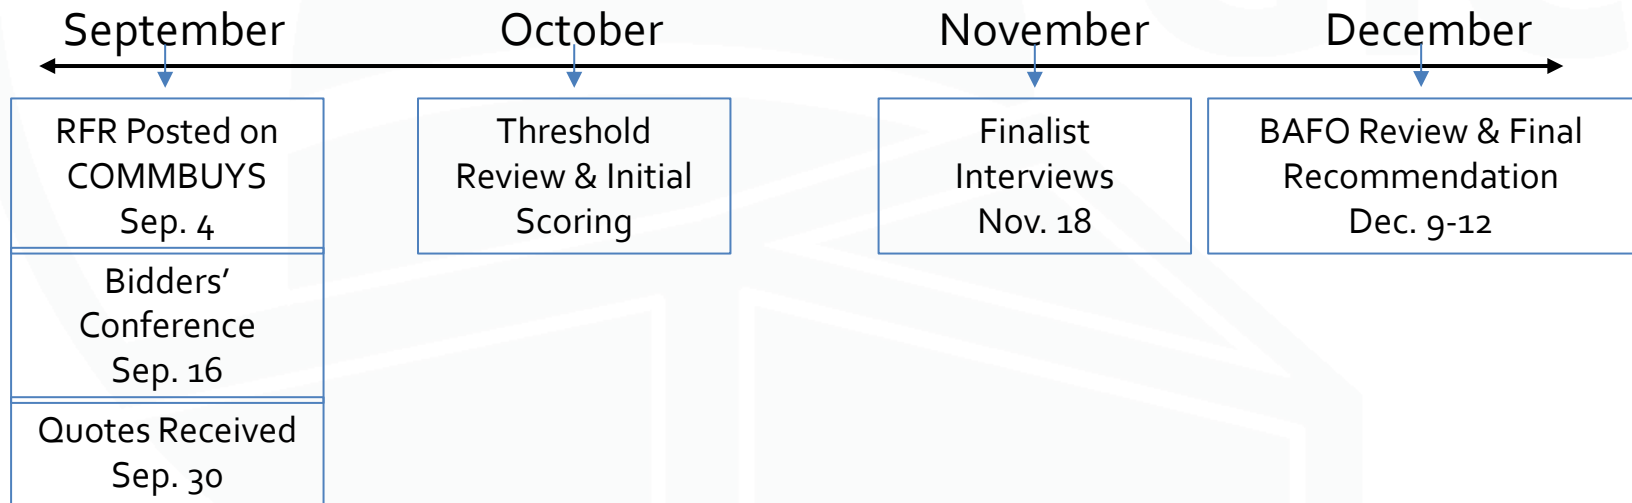 September
October
November
December
RFR Posted on
COMMBUYS
Sep. 4
Bidders’
Conference
Sep. 16
Quotes Received
Sep. 30
Threshold
Review & Initial
Scoring
Finalist
Interviews
Nov. 18
BAFO Review & Final
Recommendation
Dec. 9-12